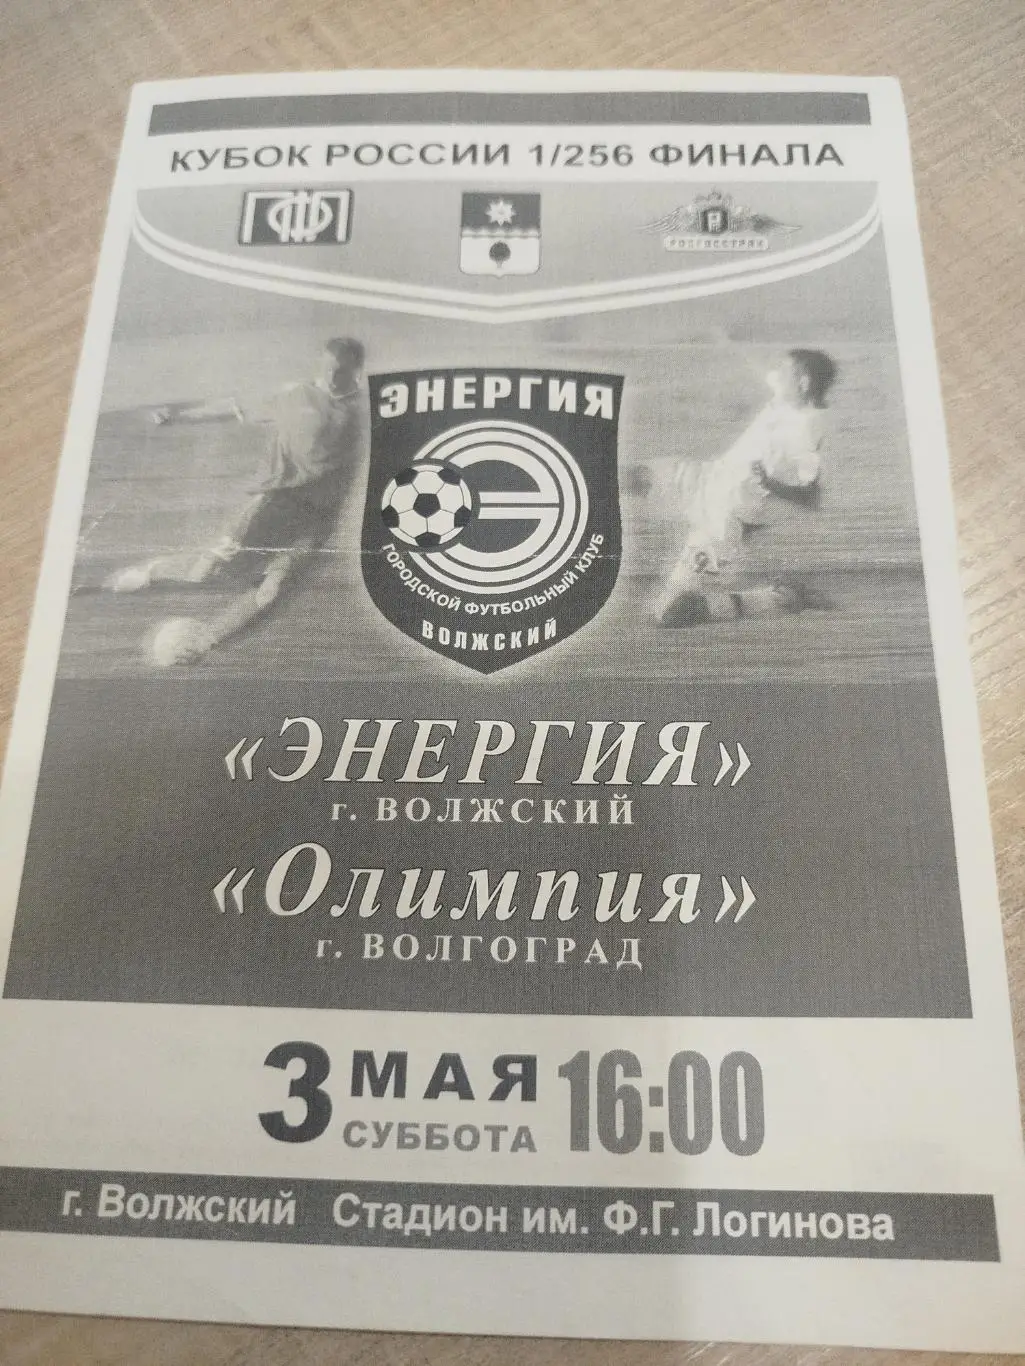 КУБОК РОССИИ 1/256 ФИНАЛА
ПФЛ
РОСГОССТРАХ
ЭНЕРГИЯ
Э
ГОРОДСКОЙ ФУТБОЛЬНЫЙ КЛУБ
ВОЛЖСКИЙ
«ЭНЕРГИЯ»
г. ВОЛЖСКИЙ
«Олимпия»
г. ВОЛГОГРАД
3 МАЯ
СУББОТА
16:00
г. Волжский Стадион им. Ф.Г. Логинова